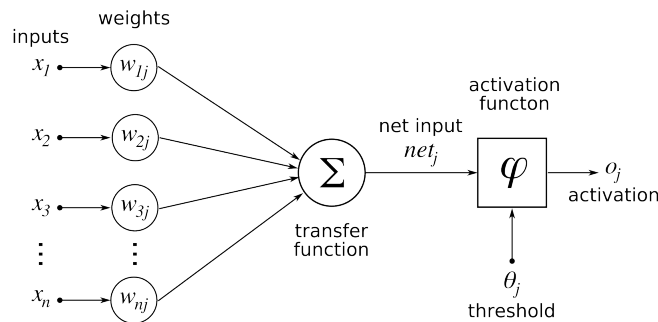 weights
inputs
x₁
w₁ⱼ
activation
functon
x₂
w₂ⱼ
net input
netⱼ
Σ
φ
oⱼ
activation
x₃
w₃ⱼ
transfer
function
⋮
⋮
xₙ
wₙⱼ
θⱼ
threshold